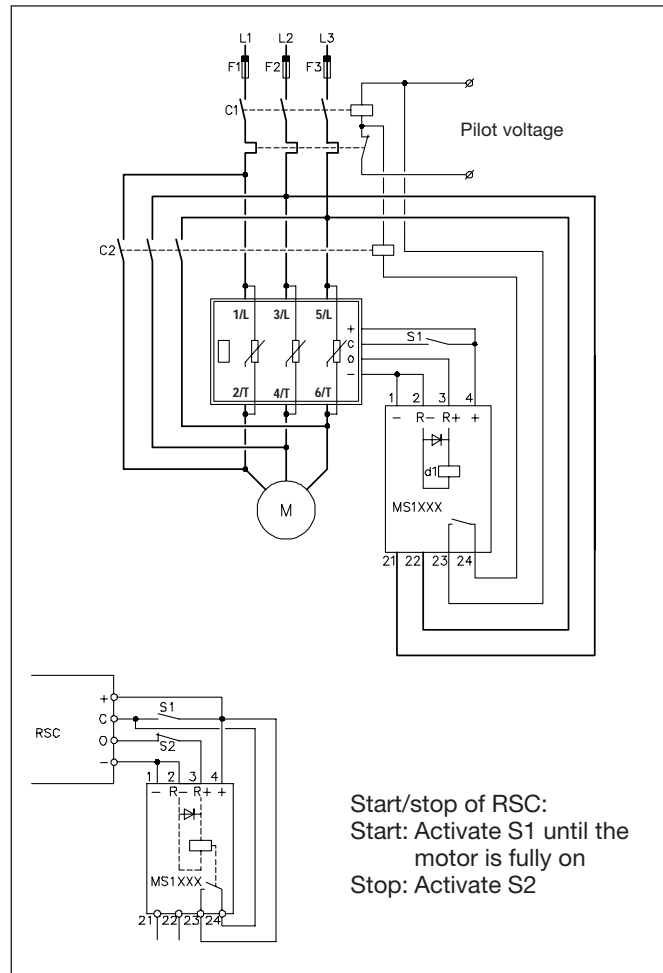 L1 L2 L3
F1 F2 F3
C1
Pilot voltage
C2
1/L 3/L 5/L
+
C
O
-
S1
2/T 4/T 6/T
1 2 3 4
- R- R+ +
d1
M
MS1XXX
21 22 23 24
+
C
O
-
RSC
S1
S2
1 2 3 4
- R- R+ +
MS1XXX
21 22 23 24
Start/stop of RSC:
Start: Activate S1 until the
motor is fully on
Stop: Activate S2